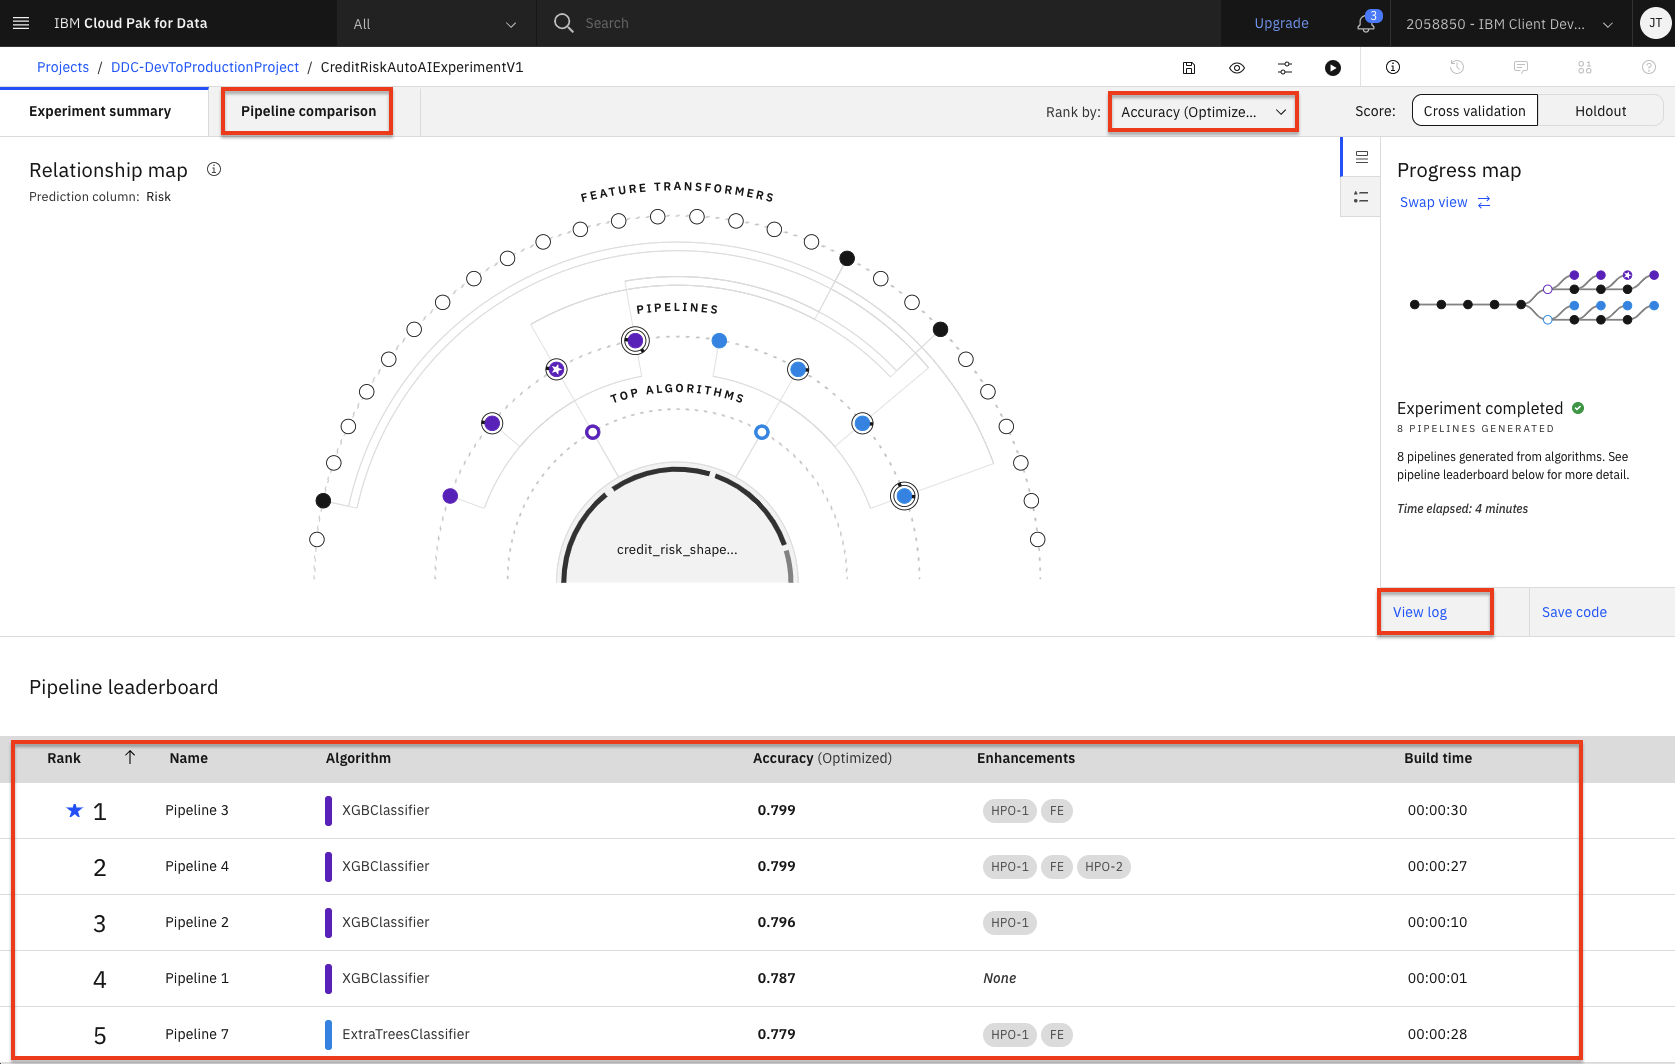 IBM Cloud Pak for Data
All
Search
Upgrade
3
2058850 - IBM Client Dev...
JT
Projects / DDC-DevToProductionProject / CreditRiskAutoAIExperimentV1
Experiment summary
Pipeline comparison
Rank by: Accuracy (Optimize...
Score: Cross validation Holdout
Relationship map
Prediction column: Risk
FEATURE TRANSFORMERS
PIPELINES
TOP ALGORITHMS
credit_risk_shape...
Progress map
Swap view
Experiment completed
8 PIPELINES GENERATED
8 pipelines generated from algorithms. See
pipeline leaderboard below for more detail.
Time elapsed: 4 minutes
View log
Save code
Pipeline leaderboard
Rank Name Algorithm Accuracy (Optimized) Enhancements Build time
1 Pipeline 3 XGBClassifier 0.799 HPO-1 FE 00:00:30
2 Pipeline 4 XGBClassifier 0.799 HPO-1 FE HPO-2 00:00:27
3 Pipeline 2 XGBClassifier 0.796 HPO-1 00:00:10
4 Pipeline 1 XGBClassifier 0.787 None 00:00:01
5 Pipeline 7 ExtraTreesClassifier 0.779 HPO-1 FE 00:00:28